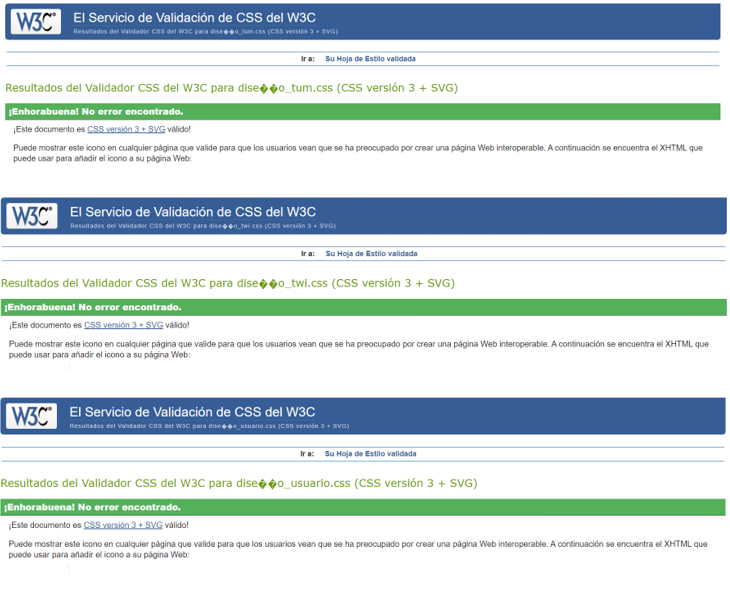 W3C® El Servicio de Validación de CSS del W3C
Resultados del Validador CSS del W3C para dise��o_tum.css (CSS versión 3 + SVG)
Ir a: Su Hoja de Estilo validada
Resultados del Validador CSS del W3C para dise��o_tum.css (CSS versión 3 + SVG)
¡Enhorabuena! No error encontrado.
¡Este documento es CSS versión 3 + SVG válido!
Puede mostrar este icono en cualquier página que valide para que los usuarios vean que se ha preocupado por crear una página Web interoperable. A continuación se encuentra el XHTML que
puede usar para añadir el icono a su página Web:
W3C® El Servicio de Validación de CSS del W3C
Resultados del Validador CSS del W3C para dise��o_twi.css (CSS versión 3 + SVG)
Ir a: Su Hoja de Estilo validada
Resultados del Validador CSS del W3C para dise��o_twi.css (CSS versión 3 + SVG)
¡Enhorabuena! No error encontrado.
¡Este documento es CSS versión 3 + SVG válido!
Puede mostrar este icono en cualquier página que valide para que los usuarios vean que se ha preocupado por crear una página Web interoperable. A continuación se encuentra el XHTML que
puede usar para añadir el icono a su página Web:
W3C® El Servicio de Validación de CSS del W3C
Resultados del Validador CSS del W3C para dise��o_usuario.css (CSS versión 3 + SVG)
Ir a: Su Hoja de Estilo validada
Resultados del Validador CSS del W3C para dise��o_usuario.css (CSS versión 3 + SVG)
¡Enhorabuena! No error encontrado.
¡Este documento es CSS versión 3 + SVG válido!
Puede mostrar este icono en cualquier página que valide para que los usuarios vean que se ha preocupado por crear una página Web interoperable. A continuación se encuentra el XHTML que
puede usar para añadir el icono a su página Web: